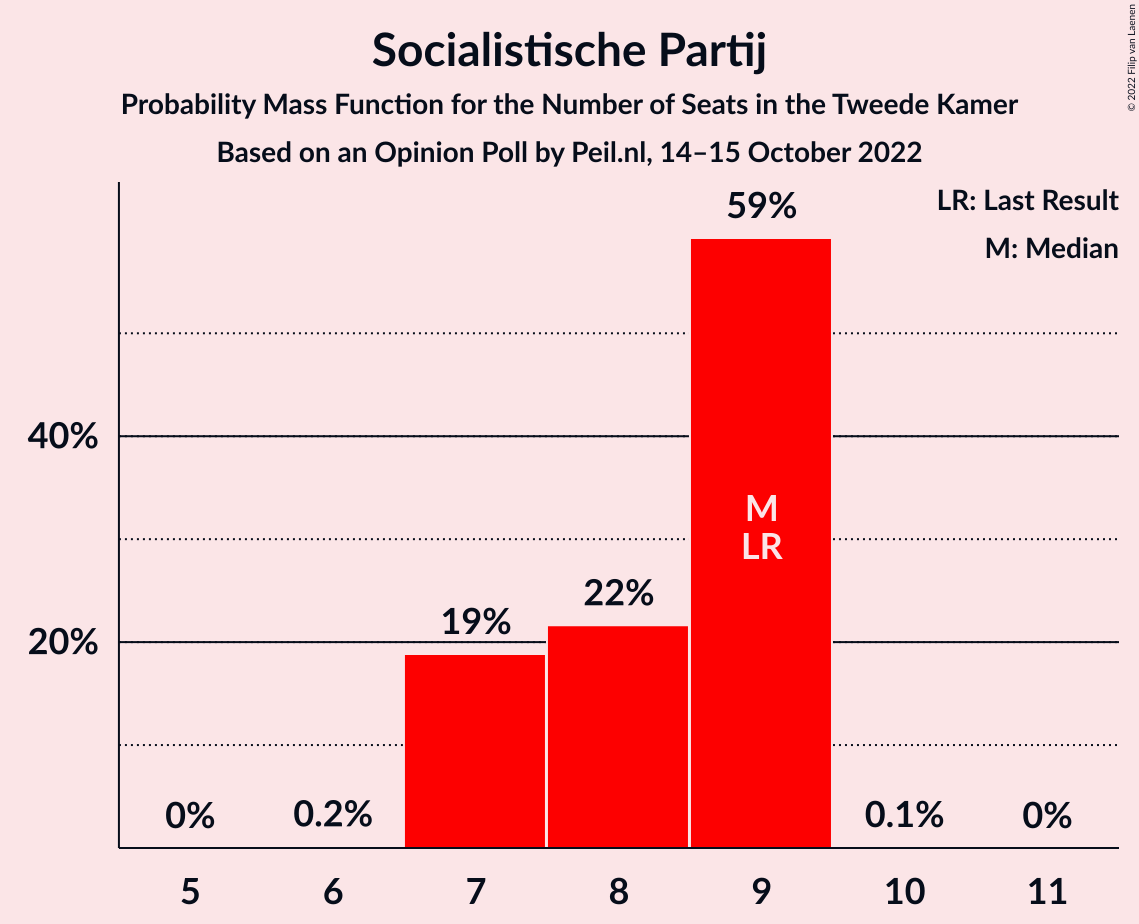 Socialistische Partij
Probability Mass Function for the Number of Seats in the Tweede Kamer
Based on an Opinion Poll by Peil.nl, 14–15 October 2022
© 2022 Filip van Laenen
LR: Last Result
M: Median
59%
40%
M
LR
22%
19%
20%
0%
0.2%
0.1%
0%
5
6
7
8
9
10
11